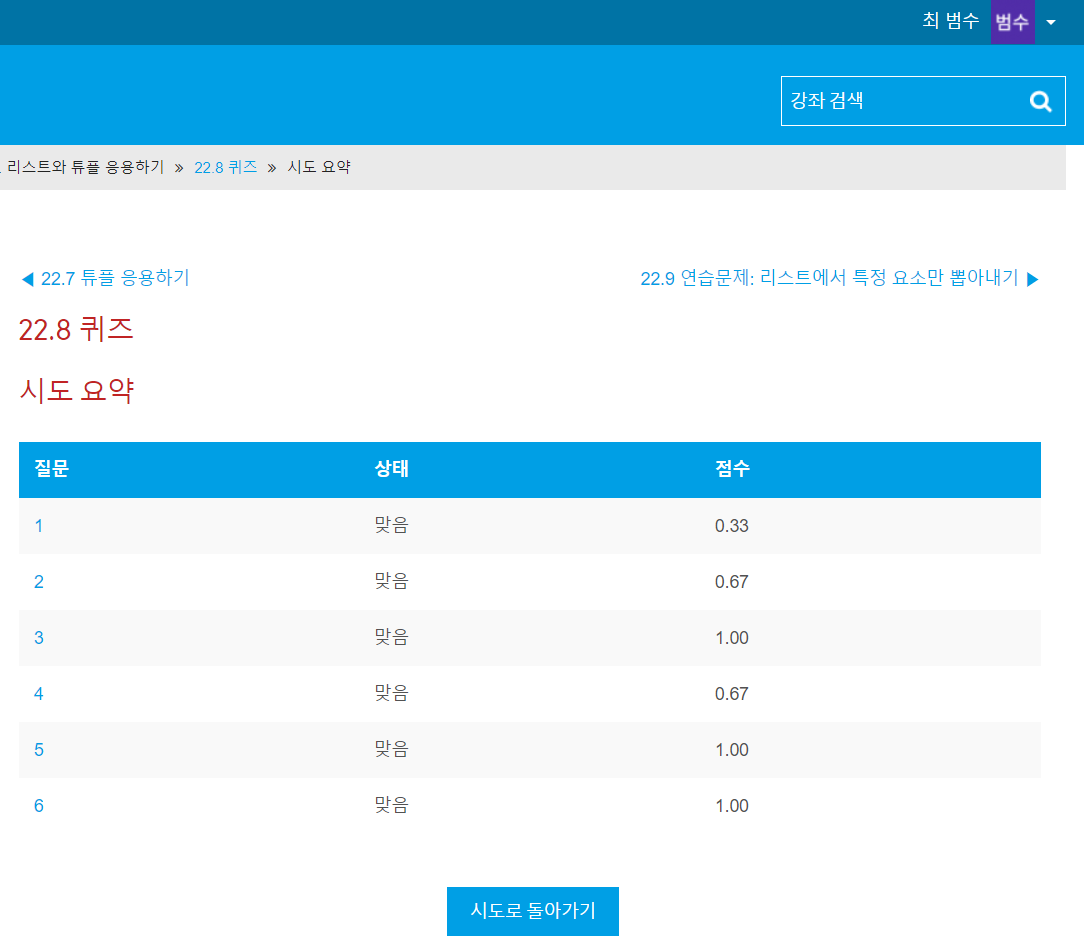 최 범수 범수
강좌 검색
. 리스트와 튜플 응용하기 » 22.8 퀴즈 » 시도 요약
◀ 22.7 튜플 응용하기
22.9 연습문제: 리스트에서 특정 요소만 뽑아내기 ▶
22.8 퀴즈
시도 요약
질문 상태 점수
1 맞음 0.33
2 맞음 0.67
3 맞음 1.00
4 맞음 0.67
5 맞음 1.00
6 맞음 1.00
시도로 돌아가기